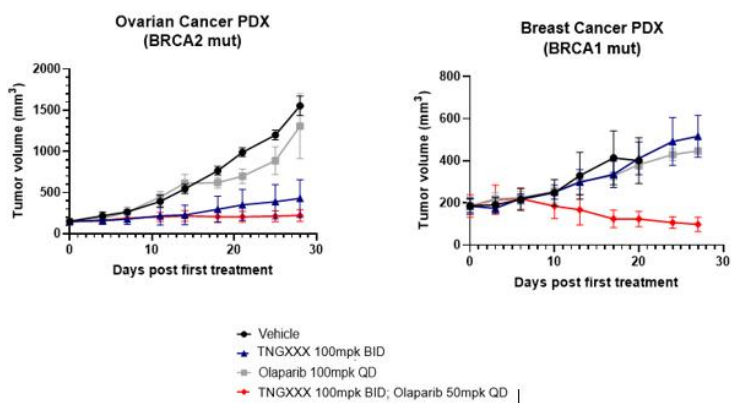 Ovarian Cancer PDX
(BRCA2 mut)
2000
1500
1000
500
0
Tumor volume (mm³)
0 10 20 30
Days post first treatment
Breast Cancer PDX
(BRCA1 mut)
800
600
400
200
0
Tumor volume (mm³)
0 10 20 30
Days post first treatment
Vehicle
TNGXXX 100mpk BID
Olaparib 100mpk QD
TNGXXX 100mpk BID; Olaparib 50mpk QD